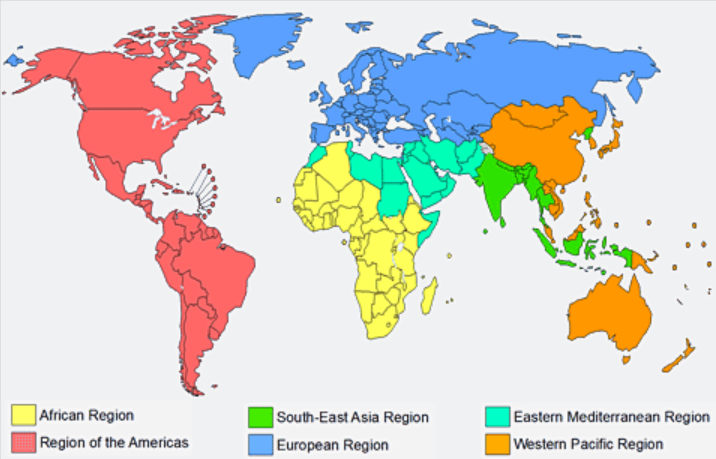 African Region
South-East Asia Region
Eastern Mediterranean Region
Region of the Americas
European Region
Western Pacific Region